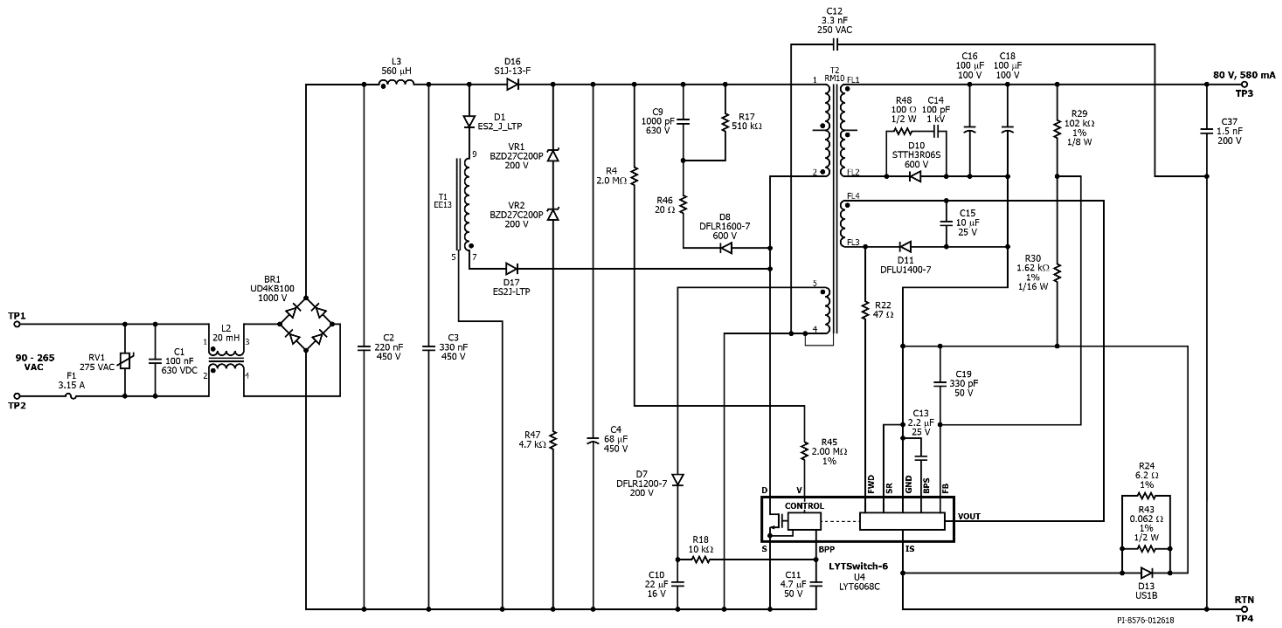 C12
3.3 nF
250 VAC
L3
560 µH
D16
S1J-13-F
T2
RM10
1
FL1
C16
100 µF
100 V
C18
100 µF
100 V
80 V, 580 mA
TP3
D1
ES2_J_LTP
C9
1000 pF
630 V
R17
510 kΩ
R48
100 Ω
1/2 W
C14
100 pF
1 kV
R29
102 kΩ
1%
1/8 W
C37
1.5 nF
200 V
9
VR1
BZD27C200P
200 V
R4
2.0 MΩ
D10
STTH3R06S
600 V
2
FL2
T1
EE13
VR2
BZD27C200P
200 V
R46
20 Ω
D8
DFLR1600-7
600 V
FL4
C15
10 µF
25 V
5
7
D17
ES2J-LTP
FL3
D11
DFLU1400-7
R30
1.62 kΩ
1%
1/16 W
BR1
UD4KB100
1000 V
5
4
R22
47 Ω
TP1
L2
20 mH
1
3
2
4
90 - 265
VAC
RV1
275 VAC
C1
100 nF
630 VDC
F1
3.15 A
TP2
C2
220 nF
450 V
C3
330 nF
450 V
C19
330 pF
50 V
R47
4.7 kΩ
C4
68 µF
450 V
R45
2.00 MΩ
1%
C13
2.2 µF
25 V
D7
DFLR1200-7
200 V
D
V
FWD
SR
GND
BPS
FB
CONTROL
VOUT
R24
6.2 Ω
1%
R43
0.062 Ω
1%
1/2 W
R18
10 kΩ
S
BPP
IS
LYTSwitch-6
U4
LYT6068C
C10
22 µF
16 V
C11
4.7 µF
50 V
D13
US1B
RTN
TP4
PI-8576-012618